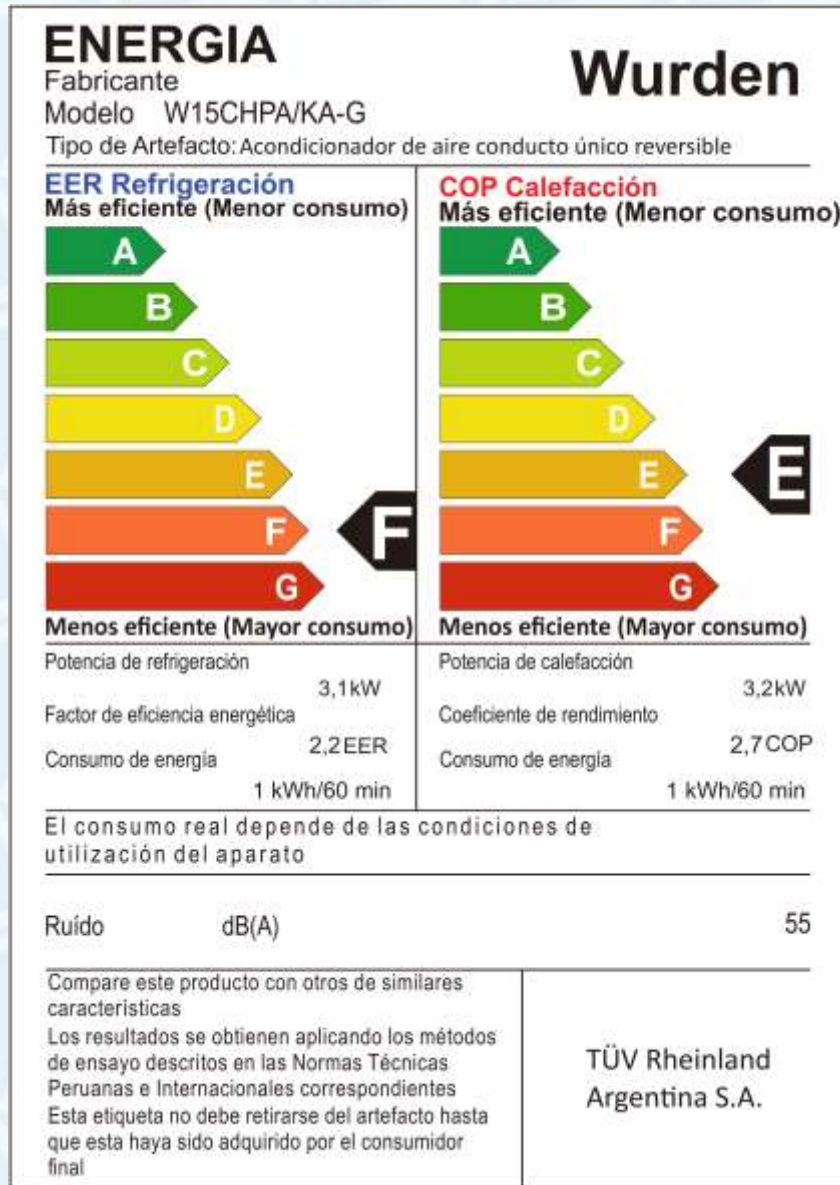 ENERGIA
Wurden
Fabricante
Modelo W15CHPA/KA-G
Tipo de Artefacto: Acondicionador de aire conducto único reversible
EER Refrigeración
Más eficiente (Menor consumo)
A
B
C
D
E
F
F
G
Menos eficiente (Mayor consumo)
Potencia de refrigeración
3,1kW
Factor de eficiencia energética
2,2EER
Consumo de energía
1 kWh/60 min
COP Calefacción
Más eficiente (Menor consumo)
A
B
C
D
E
E
F
G
Menos eficiente (Mayor consumo)
Potencia de calefacción
3,2kW
Coeficiente de rendimiento
2,7COP
Consumo de energía
1 kWh/60 min
El consumo real depende de las condiciones de
utilización del aparato
Ruído dB(A) 55
Compare este producto con otros de similares
características
Los resultados se obtienen aplicando los métodos
de ensayo descritos en las Normas Técnicas
Peruanas e Internacionales correspondientes
Esta etiqueta no debe retirarse del artefacto hasta
que esta haya sido adquirido por el consumidor
final
TÜV Rheinland
Argentina S.A.